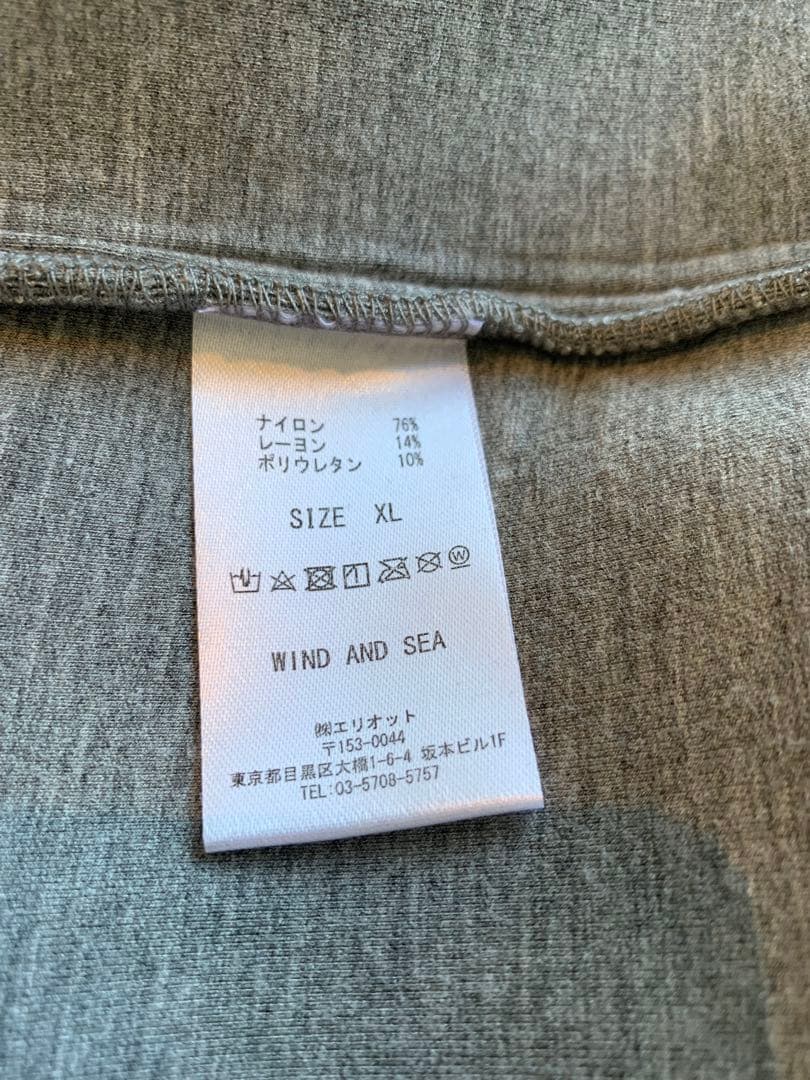 ナイロン 76%
レーヨン 14%
ポリウレタン 10%
SIZE XL
W
WIND AND SEA
㈱エリオット
〒153-0044
東京都目黒区大橋1-6-4 坂本ビル1F
TEL:03-5708-5757